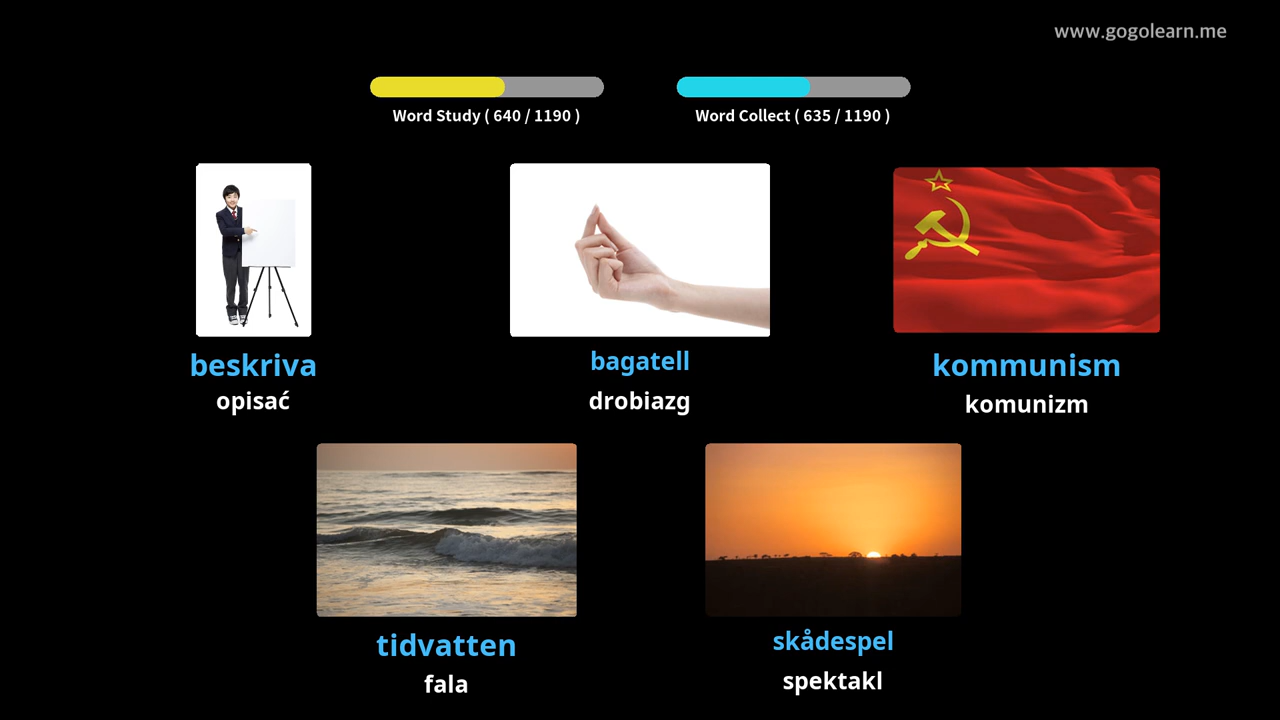 www.gogolearn.me
Word Study ( 640 / 1190 )
Word Collect ( 635 / 1190 )
beskriva
opisać
bagatell
drobiazg
kommunism
komunizm
tidvatten
fala
skådespel
spektakl